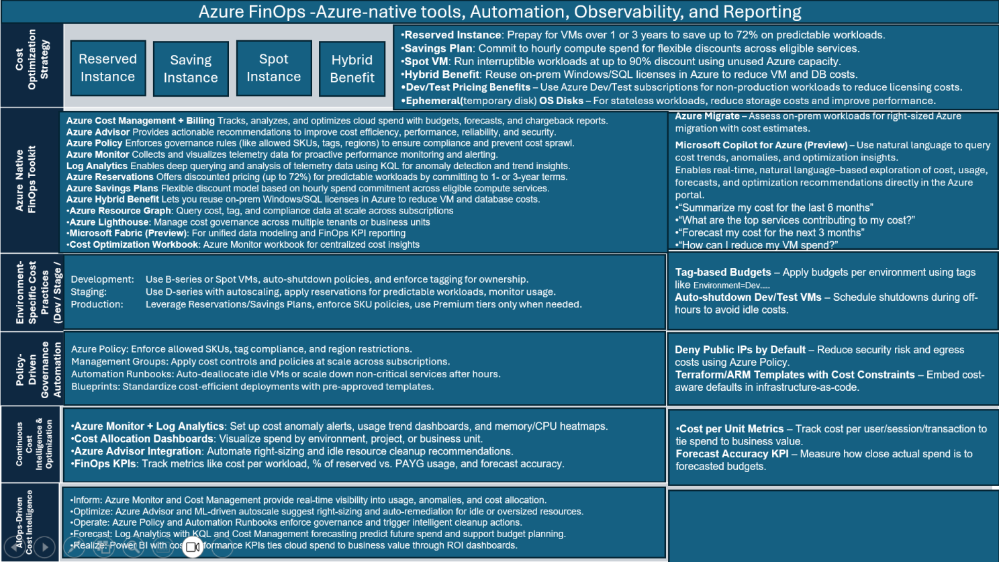 Azure FinOps -Azure-native tools, Automation, Observability, and Reporting
Cost
Optimization
Strategy
Reserved
Instance
Saving
Instance
Spot
Instance
Hybrid
Benefit
•Reserved Instance: Prepay for VMs over 1 or 3 years to save up to 72% on predictable workloads.
•Savings Plan: Commit to hourly compute spend for flexible discounts across eligible services.
•Spot VM: Run interruptible workloads at up to 90% discount using unused Azure capacity.
•Hybrid Benefit: Reuse on-prem Windows/SQL licenses in Azure to reduce VM and DB costs.
•Dev/Test Pricing Benefits – Use Azure Dev/Test subscriptions for non-production workloads to reduce licensing costs.
•Ephemeral(temporary disk) OS Disks – For stateless workloads, reduce storage costs and improve performance.
Azure Native
FinOps Toolkit
Azure Cost Management + Billing Tracks, analyzes, and optimizes cloud spend with budgets, forecasts, and chargeback reports.
Azure Advisor Provides actionable recommendations to improve cost efficiency, performance, reliability, and security.
Azure Policy Enforces governance rules (like allowed SKUs, tags, regions) to ensure compliance and prevent cost sprawl.
Azure Monitor Collects and visualizes telemetry data for proactive performance monitoring and alerting.
Log Analytics Enables deep querying and analysis of telemetry data using KQL for anomaly detection and trend insights.
Azure Reservations Offers discounted pricing (up to 72%) for predictable workloads by committing to 1- or 3-year terms.
Azure Savings Plans Flexible discount model based on hourly spend commitment across eligible compute services.
Azure Hybrid Benefit Lets you reuse on-prem Windows/SQL licenses in Azure to reduce VM and database costs.
•Azure Resource Graph: Query cost, tag, and compliance data at scale across subscriptions
•Azure Lighthouse: Manage cost governance across multiple tenants or business units
•Microsoft Fabric (Preview): For unified data modeling and FinOps KPI reporting
•Cost Optimization Workbook: Azure Monitor workbook for centralized cost insights
Azure Migrate – Assess on-prem workloads for right-sized Azure
migration with cost estimates.
Microsoft Copilot for Azure (Preview) – Use natural language to query
cost trends, anomalies, and optimization insights.
Enables real-time, natural language–based exploration of cost, usage,
forecasts, and optimization recommendations directly in the Azure
portal.
•“Summarize my cost for the last 6 months”
•“What are the top services contributing to my cost?”
•“Forecast my cost for the next 3 months”
•“How can I reduce my VM spend?”
Environment-
Specific Cost
Practices
(Dev / Stage /
Development: Use B-series or Spot VMs, auto-shutdown policies, and enforce tagging for ownership.
Staging: Use D-series with autoscaling, apply reservations for predictable workloads, monitor usage.
Production: Leverage Reservations/Savings Plans, enforce SKU policies, use Premium tiers only when needed.
Tag-based Budgets – Apply budgets per environment using tags
like Environment=Dev.....
Auto-shutdown Dev/Test VMs – Schedule shutdowns during off-
hours to avoid idle costs.
Policy-
Driven
Governance
Automation
Azure Policy: Enforce allowed SKUs, tag compliance, and region restrictions.
Management Groups: Apply cost controls and policies at scale across subscriptions.
Automation Runbooks: Auto-deallocate idle VMs or scale down non-critical services after hours.
Blueprints: Standardize cost-efficient deployments with pre-approved templates.
Deny Public IPs by Default – Reduce security risk and egress
costs using Azure Policy.
Terraform/ARM Templates with Cost Constraints – Embed cost-
aware defaults in infrastructure-as-code.
Continuous
Cost
Intelligence &
Optimization
•Azure Monitor + Log Analytics: Set up cost anomaly alerts, usage trend dashboards, and memory/CPU heatmaps.
•Cost Allocation Dashboards: Visualize spend by environment, project, or business unit.
•Azure Advisor Integration: Automate right-sizing and idle resource cleanup recommendations.
•FinOps KPIs: Track metrics like cost per workload, % of reserved vs. PAYG usage, and forecast accuracy.
•Cost per Unit Metrics – Track cost per user/session/transaction to
tie spend to business value.
Forecast Accuracy KPI – Measure how close actual spend is to
forecasted budgets.
AIOps-Driven
Cost Intelligence
•Inform: Azure Monitor and Cost Management provide real-time visibility into usage, anomalies, and cost allocation.
•Optimize: Azure Advisor and ML-driven autoscale suggest right-sizing and auto-remediation for idle or oversized resources.
•Operate: Azure Policy and Automation Runbooks enforce governance and trigger intelligent cleanup actions.
•Forecast: Log Analytics with KQL and Cost Management forecasting predict future spend and support budget planning.
•Realize: Power BI with KPIs ties cloud spend to business value through ROI dashboards.